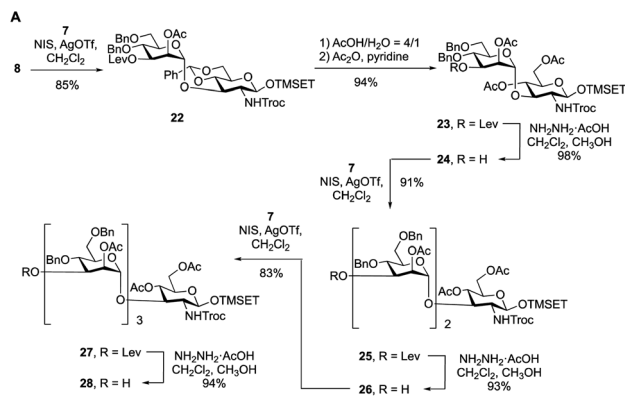 A
7
NIS, AgOTf,
CH2Cl2
8
85%
BnO
OAc
BnO
LevO
O
Ph
O
O
O
O
OTMSET
NHTroc
22
1) AcOH/H2O = 4/1
2) Ac2O, pyridine
94%
BnO
OAc
BnO
RO
O
OAc
AcO
O
O
OTMSET
NHTroc
23, R = Lev
NH2NH2·AcOH
CH2Cl2, CH3OH
98%
24, R = H
7
NIS, AgOTf,
CH2Cl2
91%
7
NIS, AgOTf,
CH2Cl2
83%
OBn
OAc
BnO
O
RO
OAc
AcO
O
O
OTMSET
NHTroc
3
OBn
OAc
BnO
O
RO
OAc
AcO
O
O
OTMSET
NHTroc
2
27, R = Lev
NH2NH2·AcOH
CH2Cl2, CH3OH
94%
28, R = H
25, R = Lev
NH2NH2·AcOH
CH2Cl2, CH3OH
93%
26, R = H